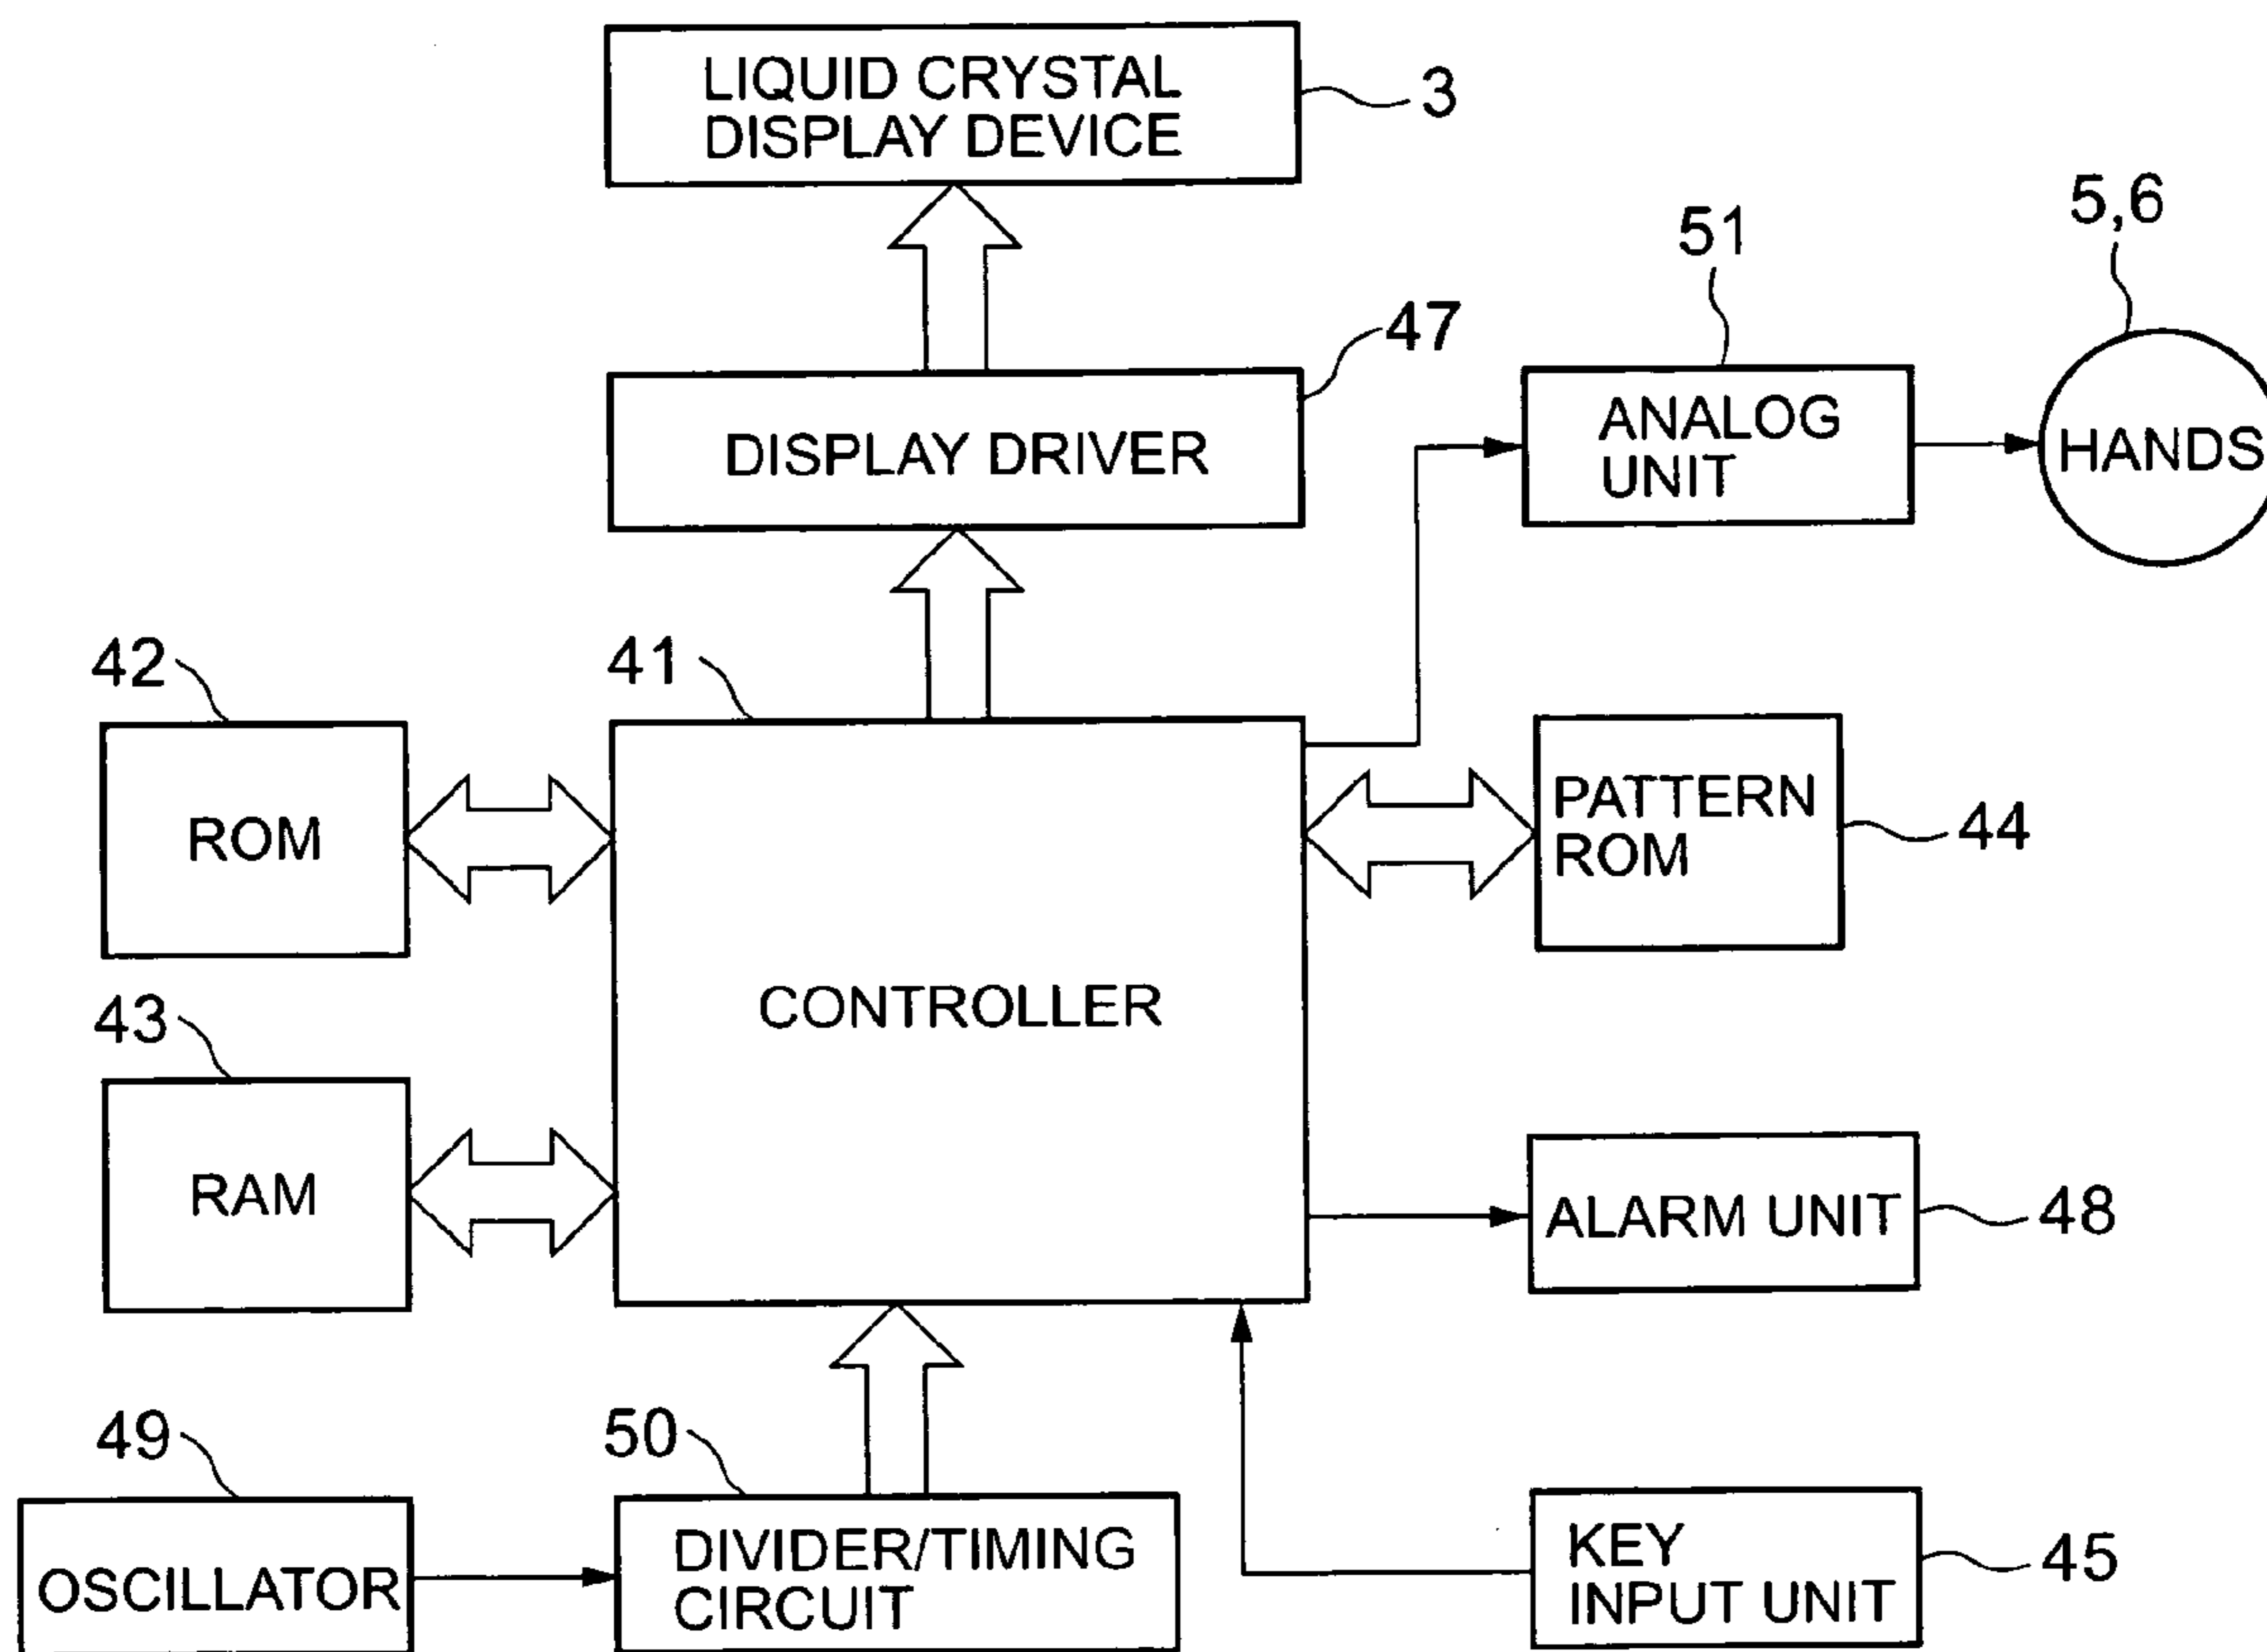 LIQUID CRYSTAL
DISPLAY DEVICE
3
5,6
51
47
ANALOG
UNIT
HANDS
DISPLAY DRIVER
42
41
ROM
PATTERN
ROM
44
CONTROLLER
43
RAM
ALARM UNIT
48
49
50
OSCILLATOR
DIVIDER/TIMING
CIRCUIT
KEY
INPUT UNIT
45